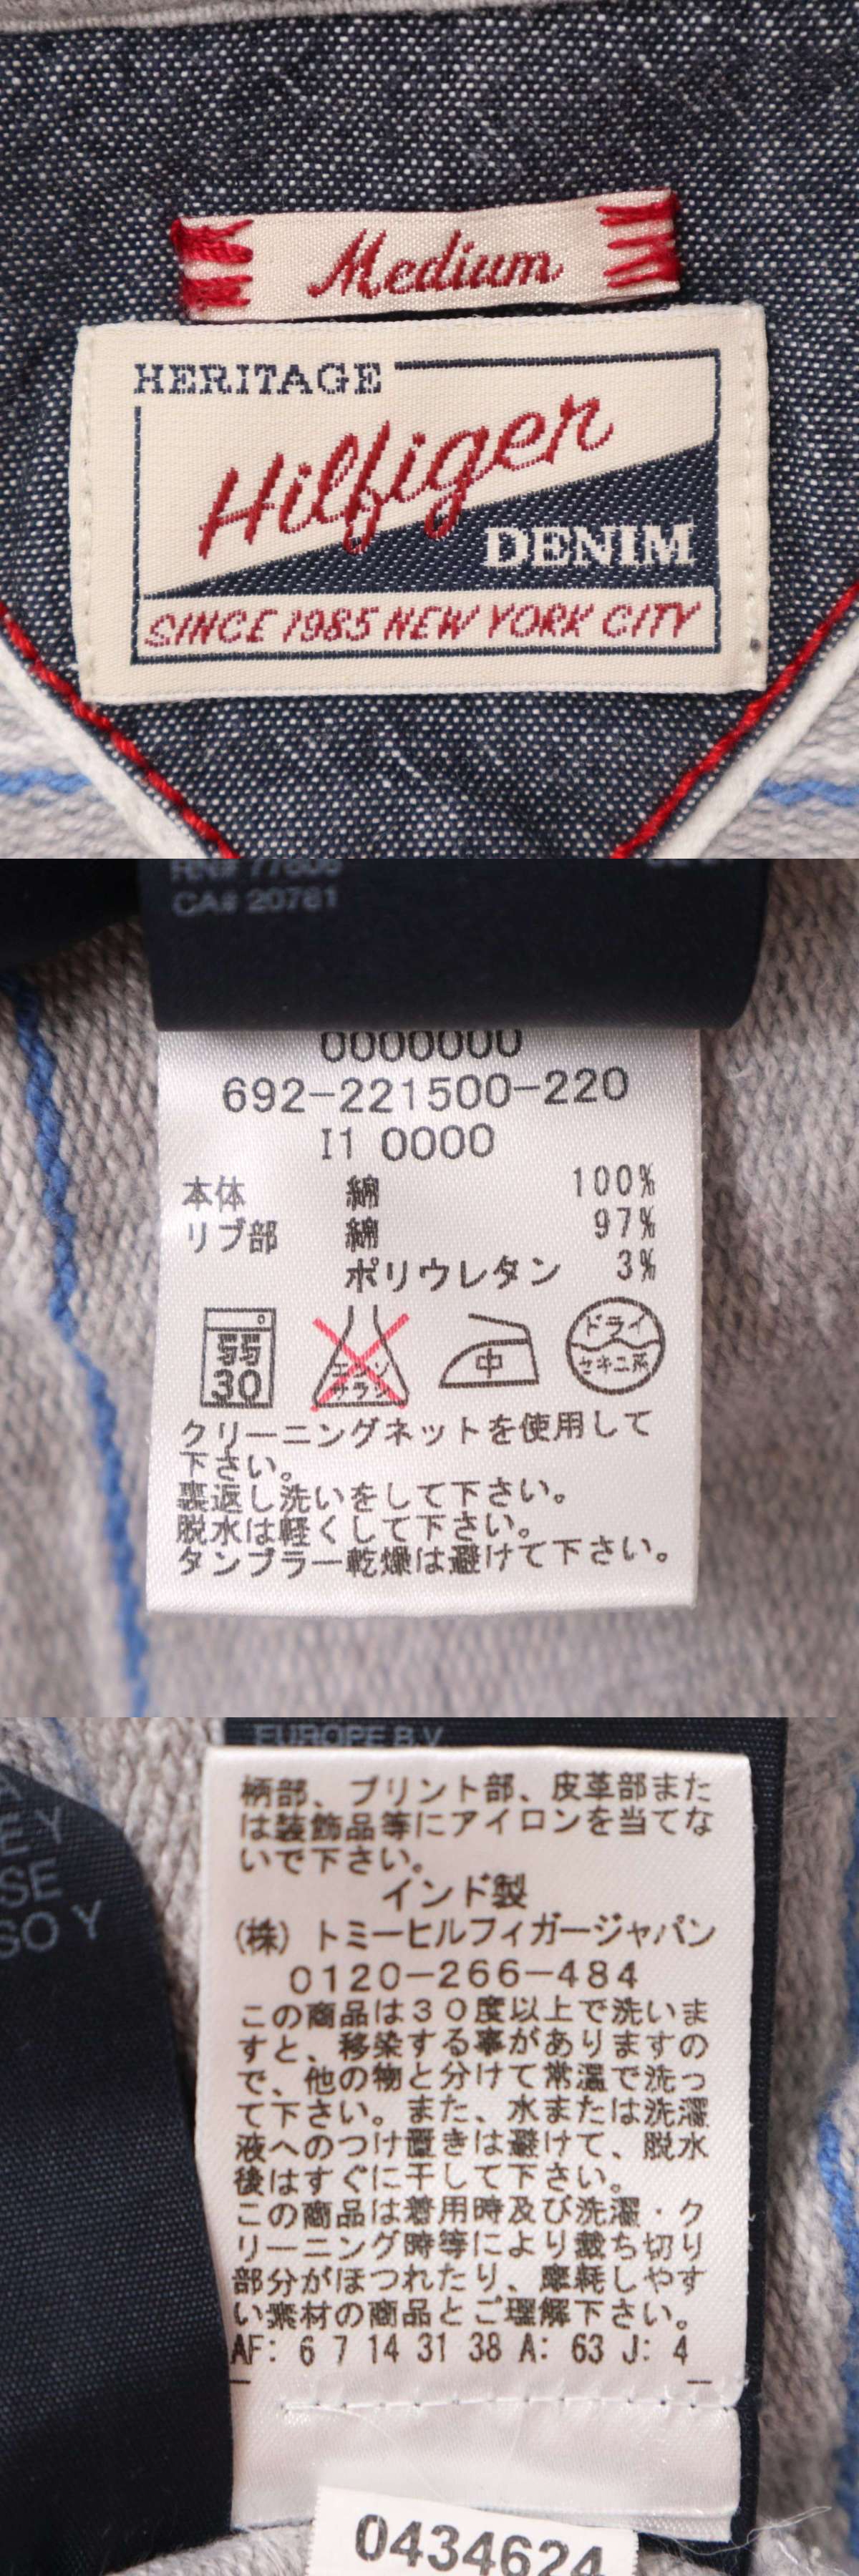 Medium
HERITAGE
Hilfiger
DENIM
SINCE 1985 NEW YORK CITY
CA# 20781
0000000
692-221500-220
I1 0000
本体 綿 100%
リブ部 綿 97%
ポリウレタン 3%
弱
30
エンソ
サラシ
中
ドライ
セキユ系
クリーニングネットを使用して
下さい。
裏返し洗いをして下さい。
脱水は軽くして下さい。
タンブラー乾燥は避けて下さい。
EUROPE B.V
EY
SE
SO Y
柄部、プリント部、皮革部また
は装飾品等にアイロンを当てな
いで下さい。
インド製
(株) トミーヒルフィガージャパン
0120-266-484
この商品は30度以上で洗いま
すと、移染する事がありますの
で、他の物と分けて常温で洗っ
て下さい。また、水または洗濯
液へのつけ置きは避けて、脱水
後はすぐに干して下さい。
この商品は着用時及び洗濯・ク
リーニング時等により裁ち切り
部分がほつれたり、摩耗しやす
い素材の商品とご理解下さい。
AF: 6 7 14 31 38 A: 63 J: 4
0434624